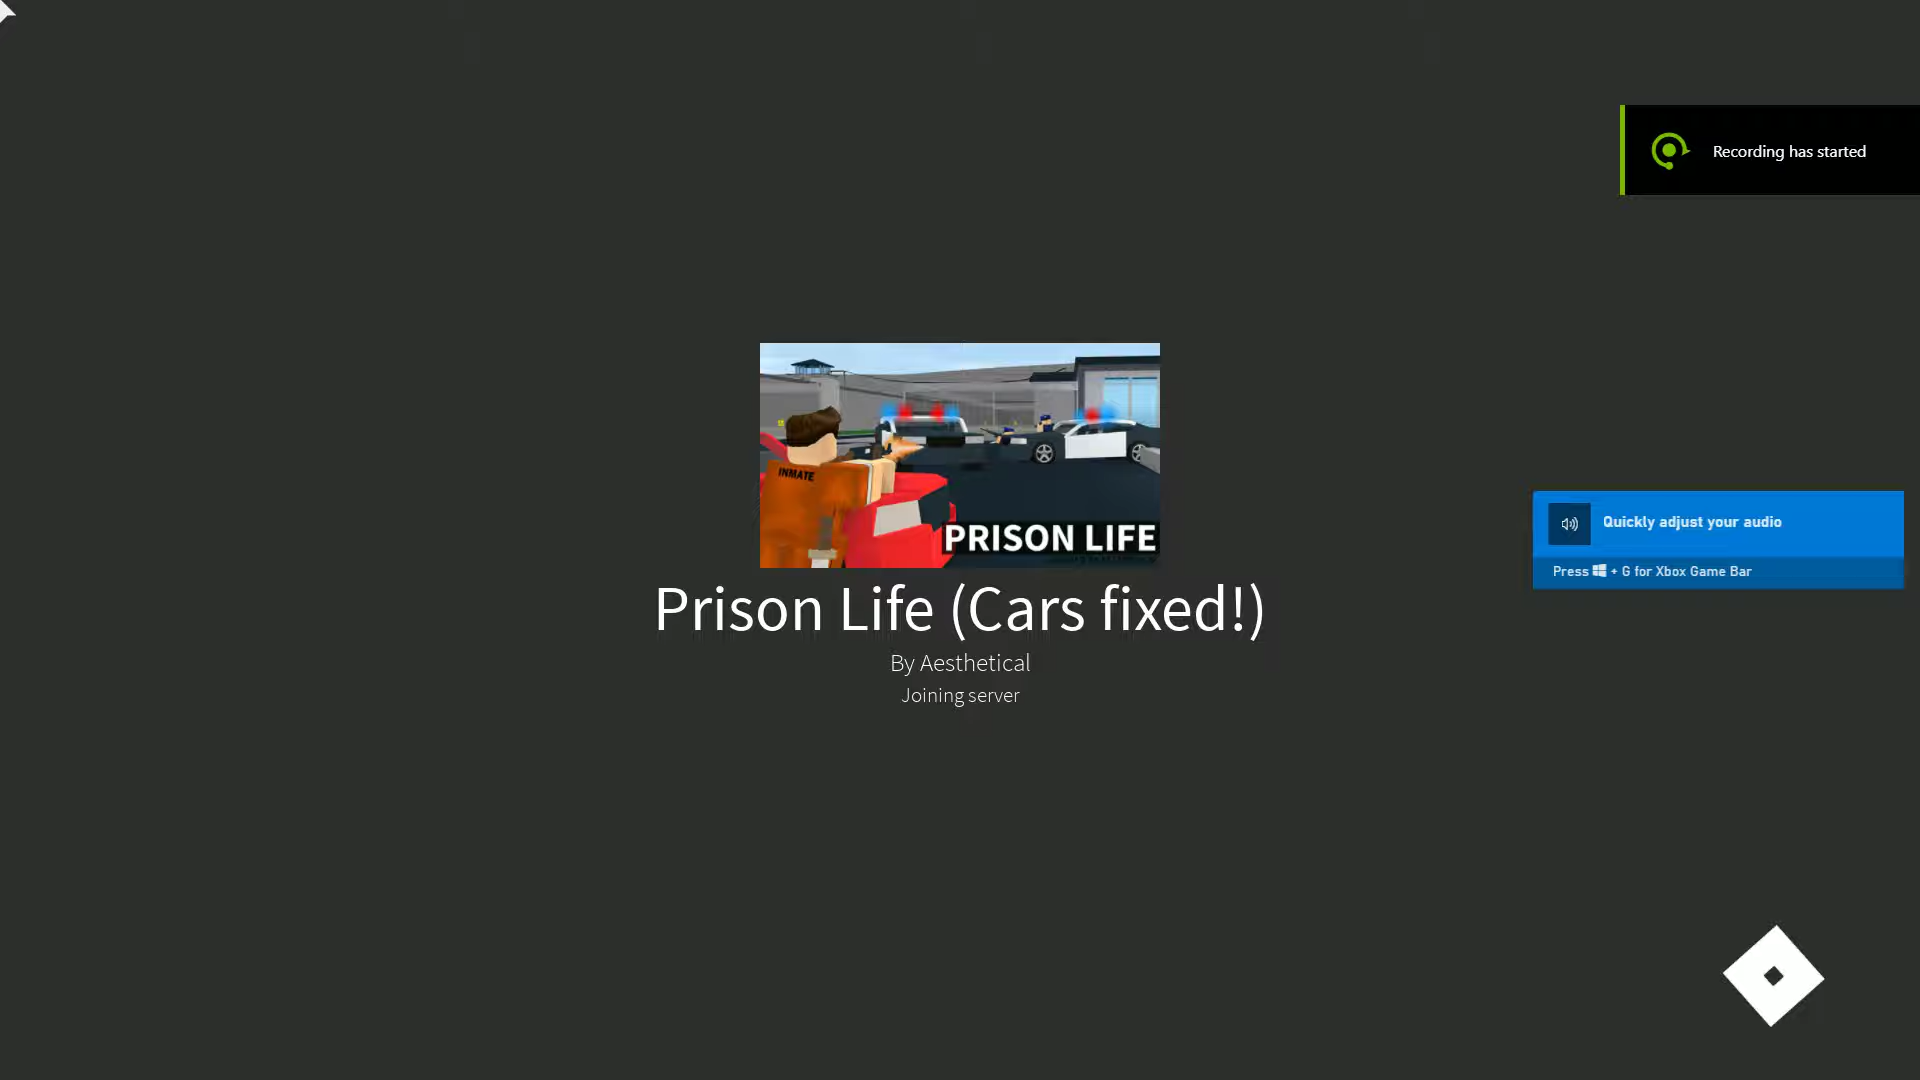 Recording has started
INMATE
PRISON LIFE
Quickly adjust your audio
Press + G for Xbox Game Bar
Prison Life (Cars fixed!)
By Aesthetical
Joining server